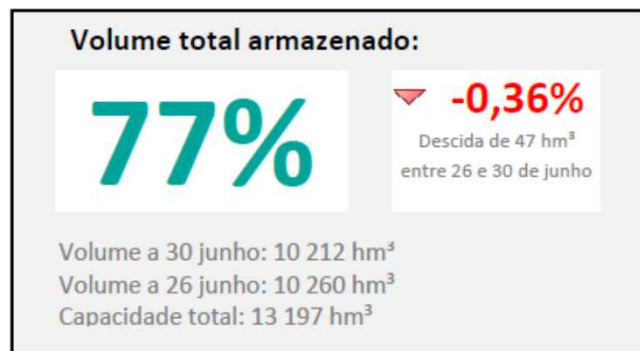 Volume total armazenado:
77%
-0,36%
Descida de 47 hm³
entre 26 e 30 de junho
Volume a 30 junho: 10 212 hm³
Volume a 26 junho: 10 260 hm³
Capacidade total: 13 197 hm³